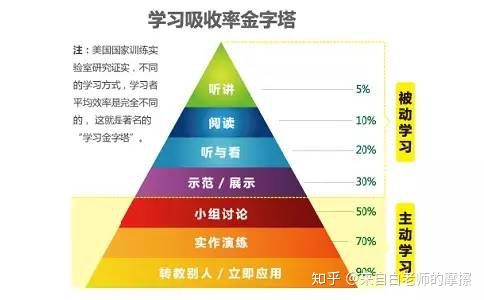 学习吸收率金字塔
注：美国国家训练实
验室研究证实，不同
的学习方式，学习者
平均效率是完全不同
的，这就是著名的
“学习金字塔”。
听讲 5%
阅读 10%
听与看 20%
示范 / 展示 30%
被动学习
小组讨论 50%
实作演练 70%
转教别人 / 立即应用 90%
主动学习
知乎 @来自白老师的摩擦